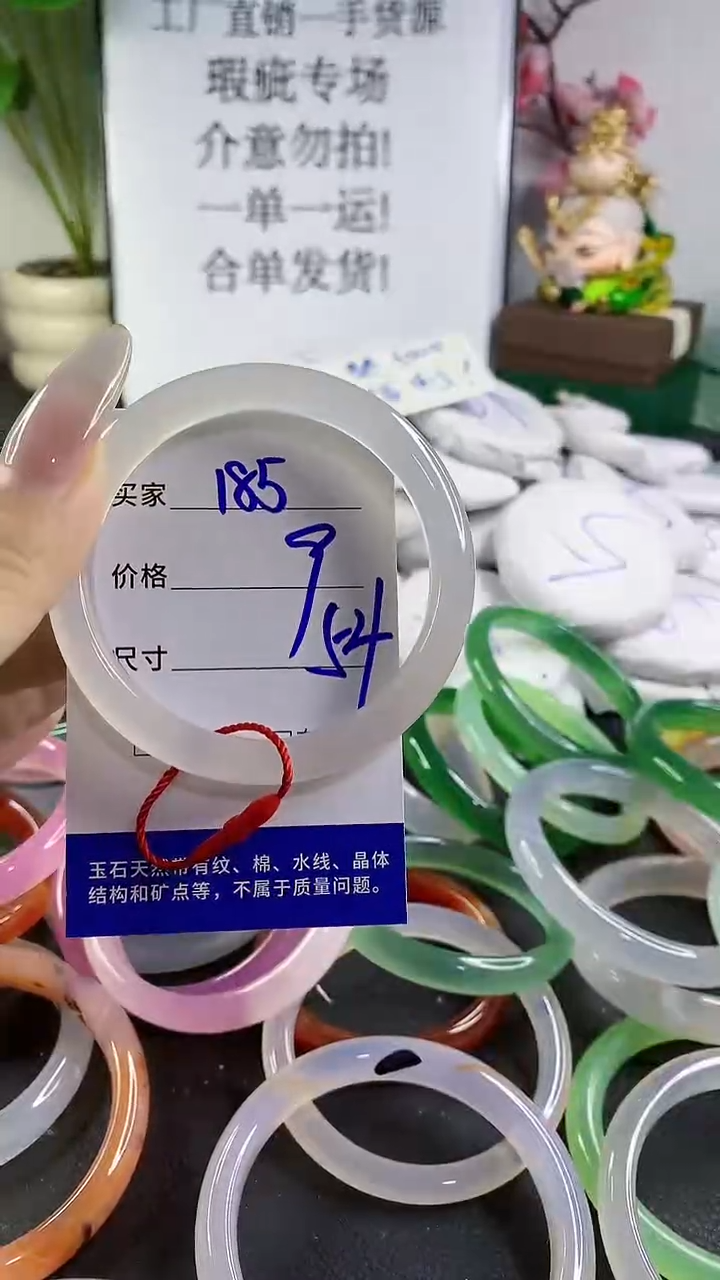 工厂直销一手货源
瑕疵专场
介意勿拍!
一单一运!
合单发货!
买家 185
价格 9
尺寸 54
玉石天然带有纹、棉、水线、晶体
结构和矿点等，不属于质量问题。